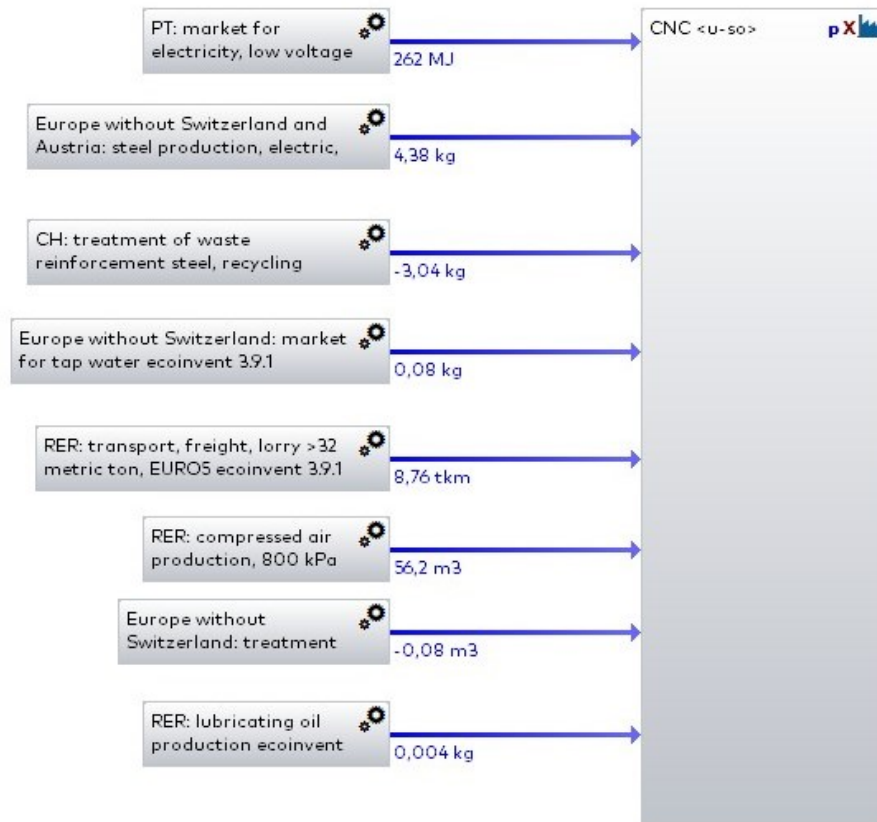 PT: market for
electricity, low voltage
262 MJ
CNC <u-so>
pX
Europe without Switzerland and
Austria: steel production, electric,
4,38 kg
CH: treatment of waste
reinforcement steel, recycling
-3,04 kg
Europe without Switzerland: market
for tap water ecoinvent 3.9.1
0,08 kg
RER: transport, freight, lorry >32
metric ton, EURO5 ecoinvent 3.9.1
8,76 tkm
RER: compressed air
production, 800 kPa
56,2 m3
Europe without
Switzerland: treatment
-0,08 m3
RER: lubricating oil
production ecoinvent
0,004 kg